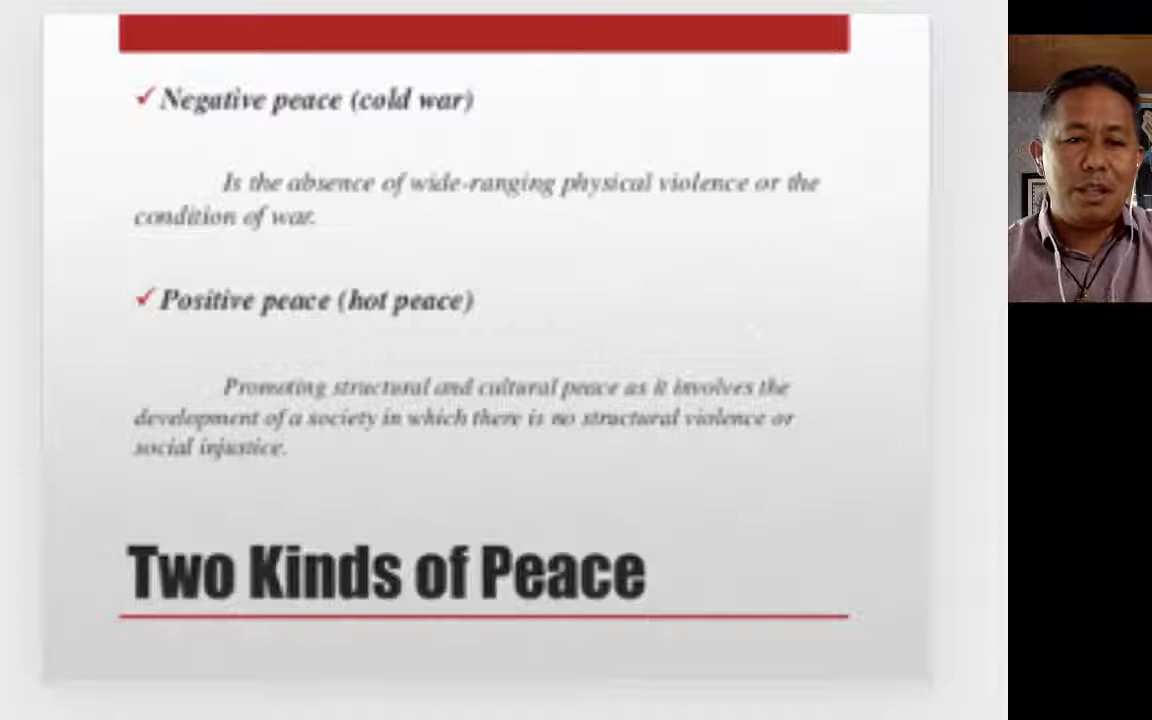 Negative peace (cold war)
Is the absence of wide-ranging physical violence or the
condition of war.
Positive peace (hot peace)
Promoting structural and cultural peace as it involves the
development of a society in which there is no structural violence or
social injustice.
Two Kinds of Peace